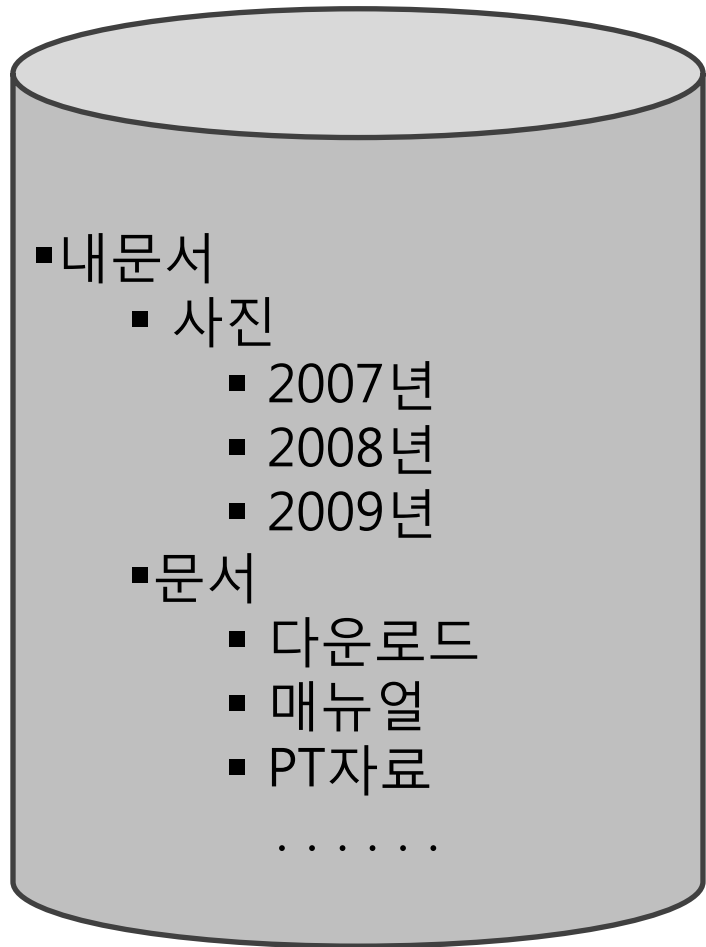 ▪내문서
▪ 사진
▪ 2007년
▪ 2008년
▪ 2009년
▪문서
▪ 다운로드
▪ 매뉴얼
▪ PT자료
. . . . . .